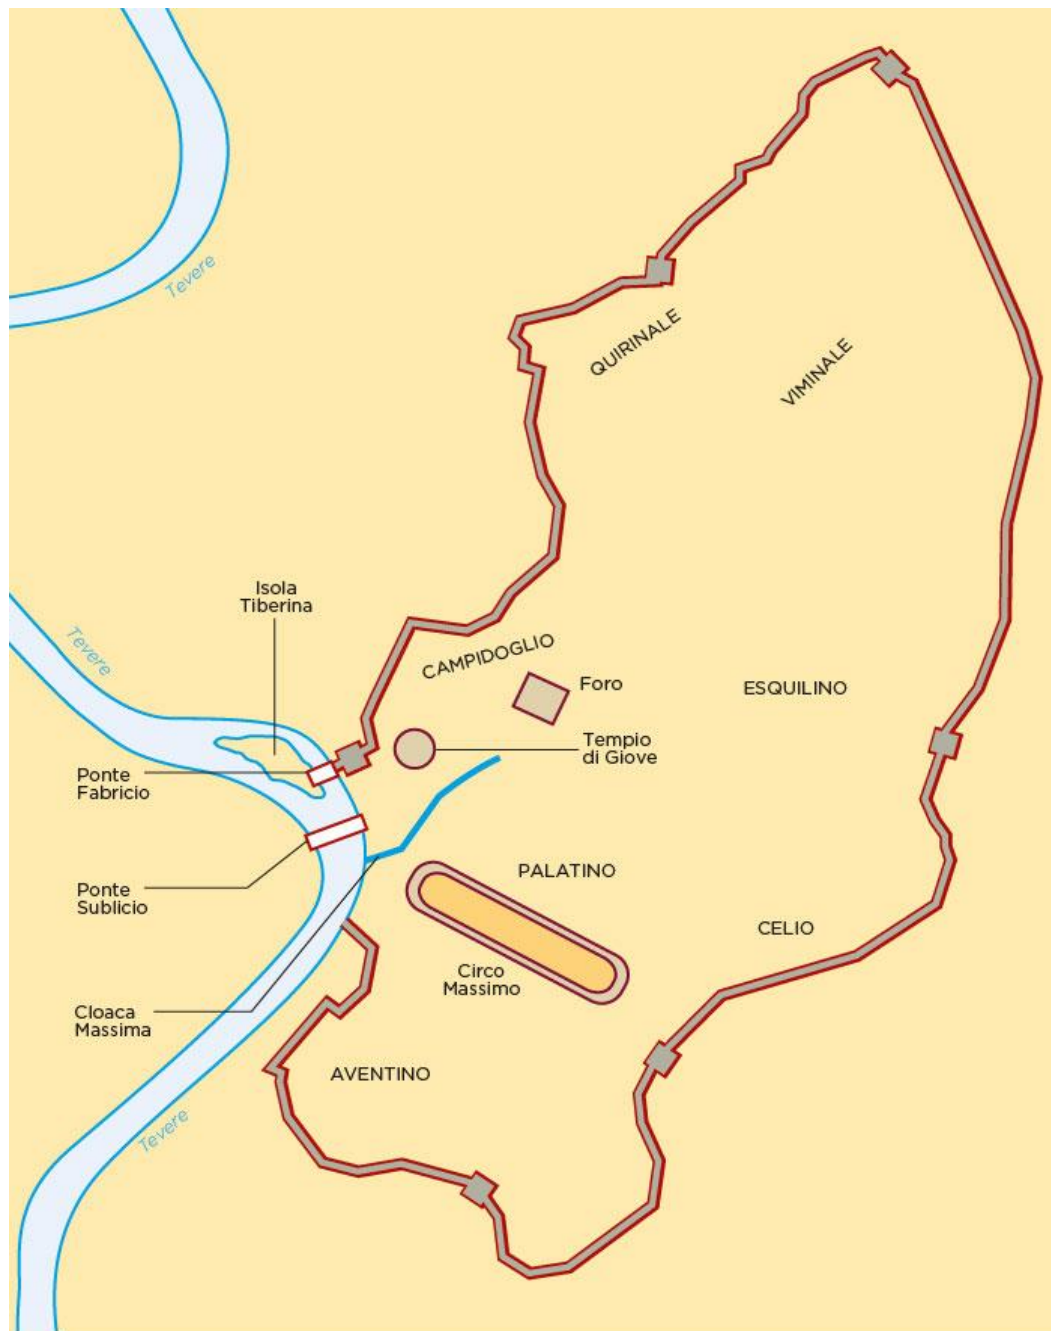 Tevere
QUIRINALE
VIMINALE
Isola
Tiberina
Tevere
CAMPIDOGLIO
Foro
ESQUILINO
Tempio
di Giove
Ponte
Fabricio
PALATINO
Ponte
Sublicio
CELIO
Circo
Massimo
Cloaca
Massima
AVENTINO
Tevere